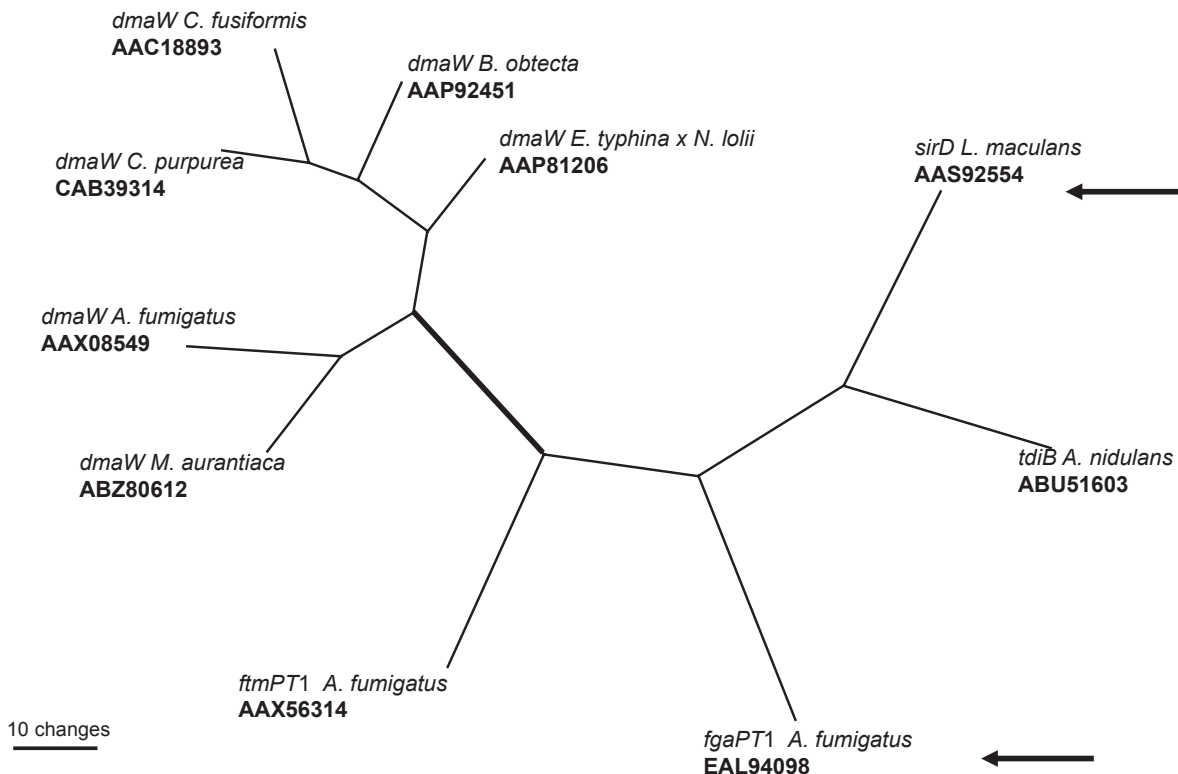 dmaW C. fusiformis
AAC18893
dmaW B. obtecta
AAP92451
dmaW E. typhina x N. lolii
AAP81206
sirD L. maculans
AAS92554
dmaW C. purpurea
CAB39314
dmaW A. fumigatus
AAX08549
dmaW M. aurantiaca
ABZ80612
tdiB A. nidulans
ABU51603
ftmPT1 A. fumigatus
AAX56314
10 changes
fgaPT1 A. fumigatus
EAL94098